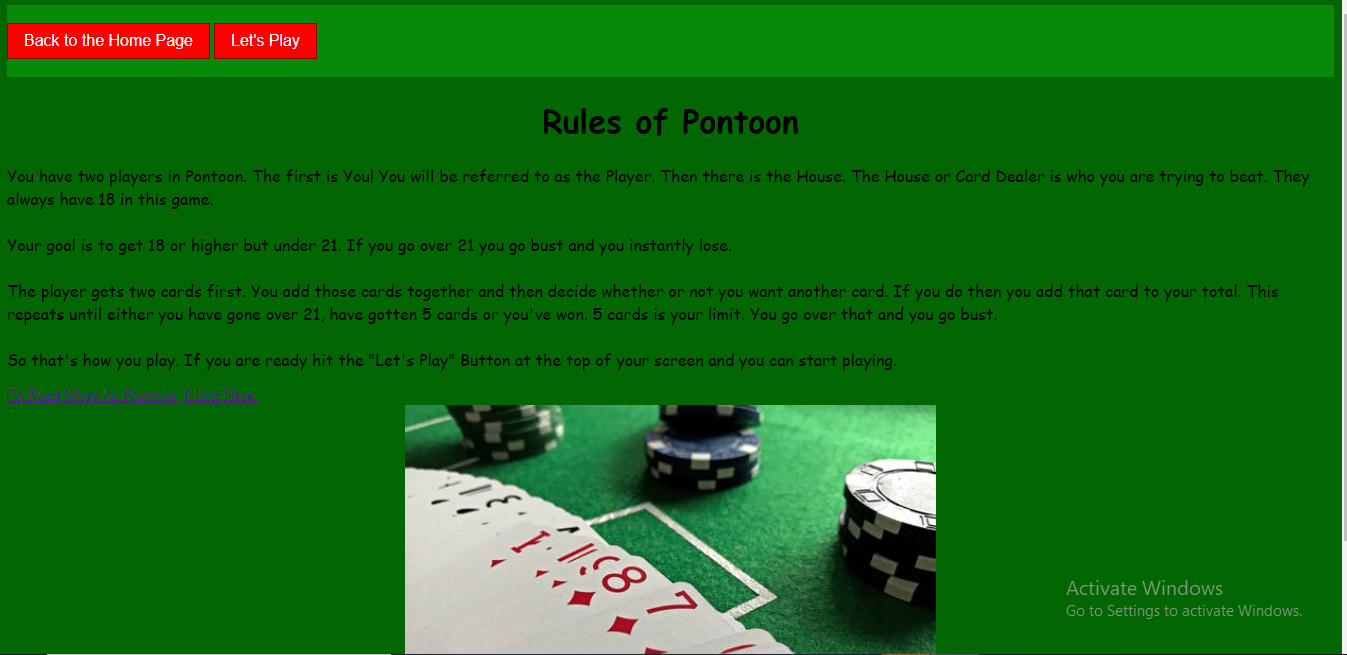 Back to the Home Page Let's Play
Rules of Pontoon
You have two players in Pontoon. The first is You! You will be referred to as the Player. Then there is the House. The House or Card Dealer is who you are trying to beat. They
always have 18 in this game.
Your goal is to get 18 or higher but under 21. If you go over 21 you go bust and you instantly lose.
The player gets two cards first. You add those cards together and then decide whether or not you want another card. If you do then you add that card to your total. This
repeats until either you have gone over 21, have gotten 5 cards or you've won. 5 cards is your limit. You go over that and you go bust.
So that's how you play. If you are ready hit the "Let's Play" Button at the top of your screen and you can start playing.
To Read More on Pontoon, Click Here.
8
7
Activate Windows
Go to Settings to activate Windows.